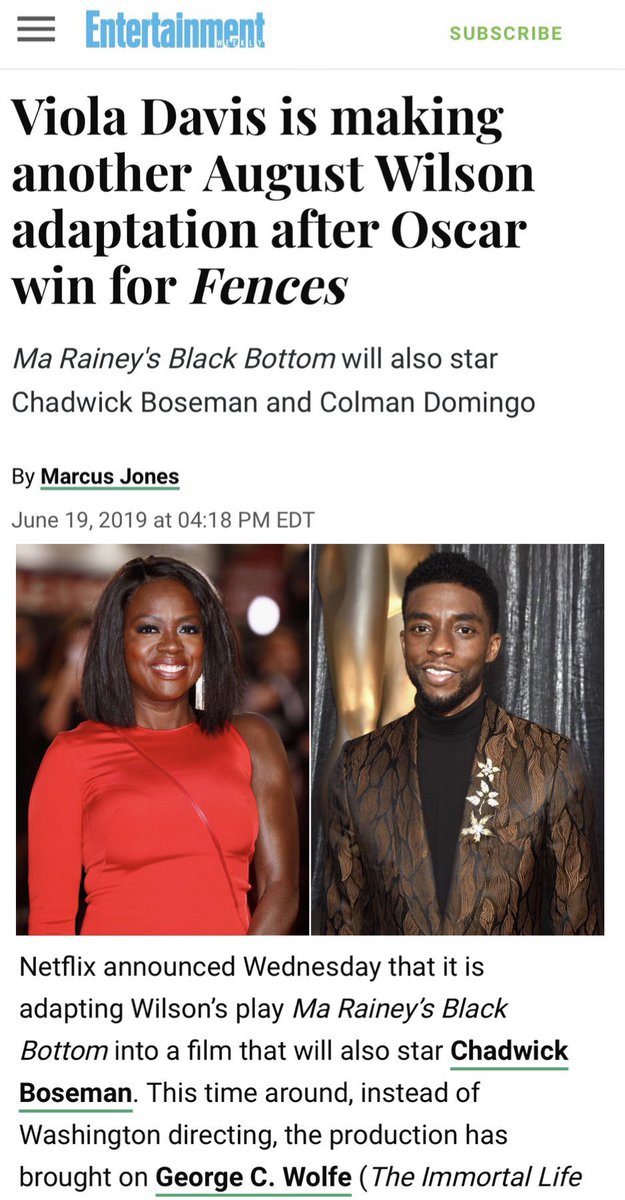 Entertainment
WEEKLY
SUBSCRIBE
Viola Davis is making
another August Wilson
adaptation after Oscar
win for Fences
Ma Rainey's Black Bottom will also star
Chadwick Boseman and Colman Domingo
By Marcus Jones
June 19, 2019 at 04:18 PM EDT
Netflix announced Wednesday that it is
adapting Wilson’s play Ma Rainey’s Black
Bottom into a film that will also star Chadwick
Boseman. This time around, instead of
Washington directing, the production has
brought on George C. Wolfe (The Immortal Life